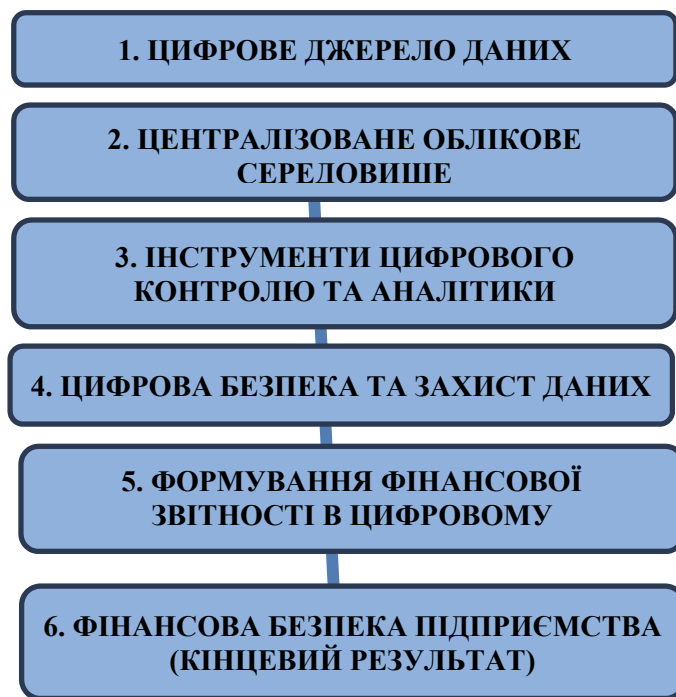 1. ЦИФРОВЕ ДЖЕРЕЛО ДАНИХ
2. ЦЕНТРАЛІЗОВАНЕ ОБЛІКОВЕ
СЕРЕДОВИЩЕ
3. ІНСТРУМЕНТИ ЦИФРОВОГО
КОНТРОЛЮ ТА АНАЛІТИКИ
4. ЦИФРОВА БЕЗПЕКА ТА ЗАХИСТ ДАНИХ
5. ФОРМУВАННЯ ФІНАНСОВОЇ
ЗВІТНОСТІ В ЦИФРОВОМУ
6. ФІНАНСОВА БЕЗПЕКА ПІДПРИЄМСТВА
(КІНЦЕВИЙ РЕЗУЛЬТАТ)